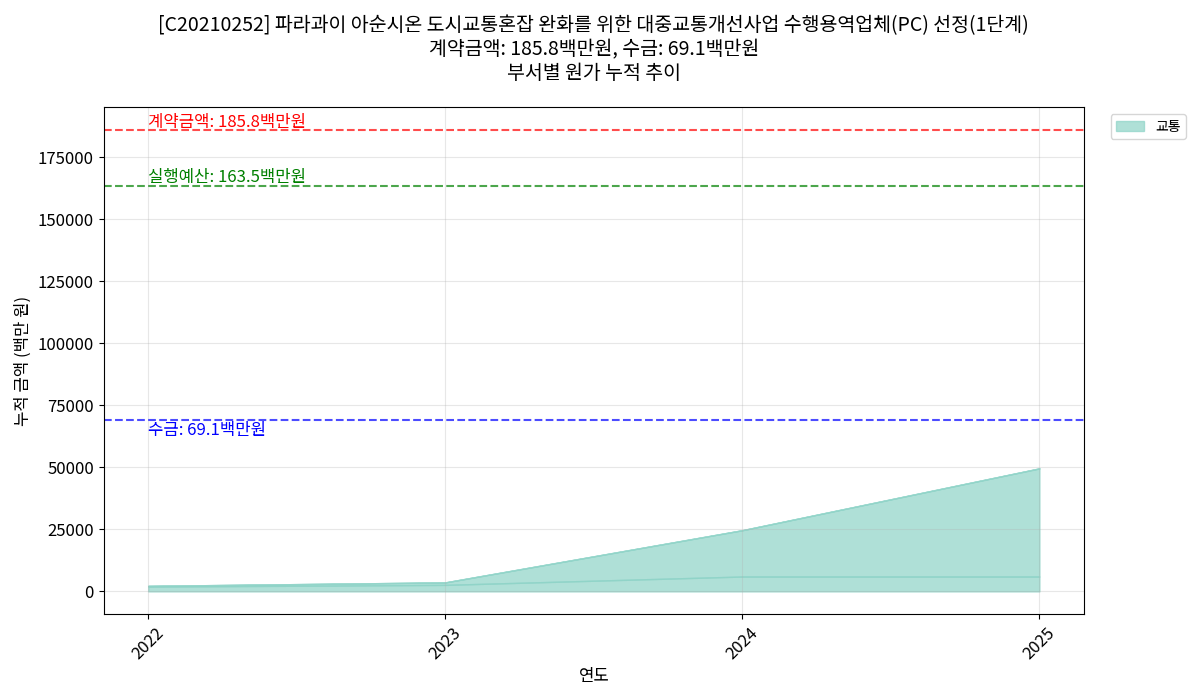 [C20210252] 파라과이 아순시온 도시교통혼잡 완화를 위한 대중교통개선사업 수행용역업체(PC) 선정(1단계)
계약금액: 185.8백만원, 수금: 69.1백만원
부서별 원가 누적 추이
계약금액: 185.8백만원
교통
175000
실행예산: 163.5백만원
150000
125000
100000
75000
수금: 69.1백만원
50000
25000
0
누적 금액 (백만 원)
2022
2023
2024
2025
연도